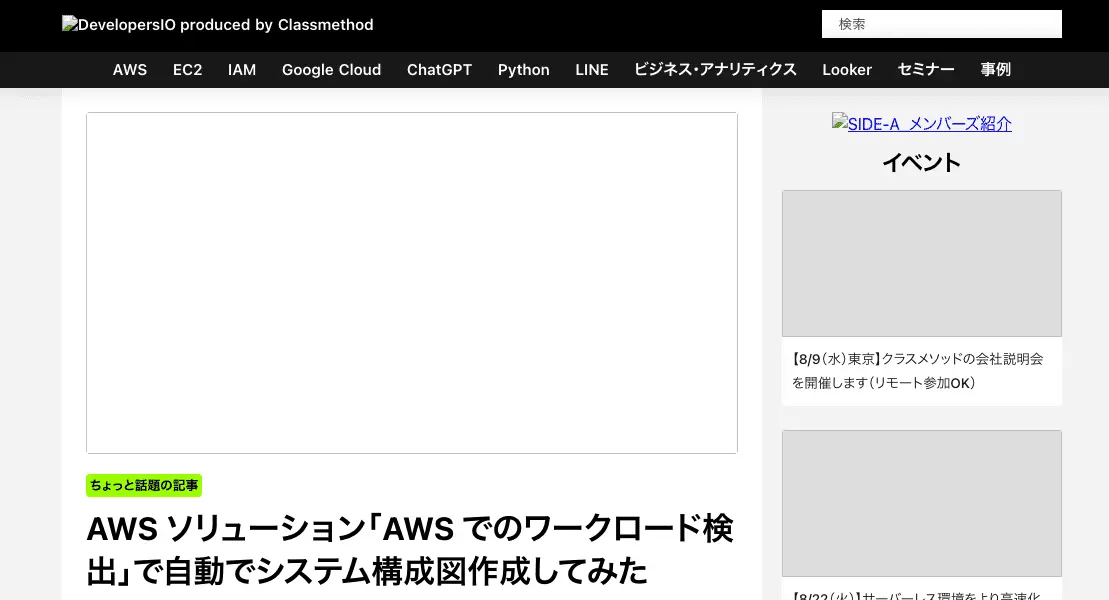 DevelopersIO produced by Classmethod
検索
AWS EC2 IAM Google Cloud ChatGPT Python LINE ビジネス・アナリティクス Looker セミナー 事例
SIDE-A_メンバーズ紹介
イベント
【8/9（水）東京】クラスメソッドの会社説明会
を開催します（リモート参加OK）
ちょっと話題の記事
AWS ソリューション「AWS でのワークロード検
出」で自動でシステム構成図作成してみた
【8/22（火）】サーバーレス環境をより高速化